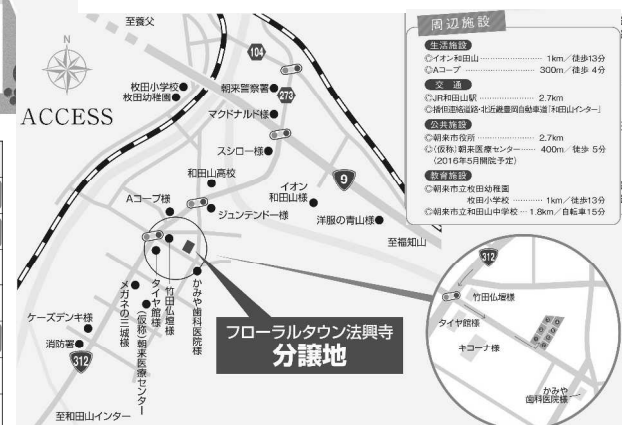 至養父
N
ACCESS
104
枚田小学校
枚田幼稚園
朝来警察署
273
マクドナルド様
スシロー様
和田山高校
9
イオン
和田山様
Aコープ様
ジュンテンドー様
洋服の青山様
至福知山
ケーズデンキ様
消防署
312
メガネの三城様
(仮称)朝来医療センター
タイヤ館様
竹田仏壇様
かみや歯科医院様
至和田山インター
フローラルタウン法興寺
分譲地
周辺施設
生活施設
◎イオン和田山 1km/徒歩13分
◎Aコープ 300m/徒歩 4分
交 通
◎JR和田山駅 2.7km
◎播但連絡道路・北近畿豊岡自動車道「和田山インター」
公共施設
◎朝来市役所 2.7km
◎(仮称)朝来医療センター 400m/徒歩 5分
(2016年5月開院予定)
教育施設
◎朝来市立枚田幼稚園
枚田小学校 1km/徒歩13分
◎朝来市立和田山中学校 1.8km/自転車15分
312
竹田仏壇様
タイヤ館様
キコーナ様
かみや
歯科医院様